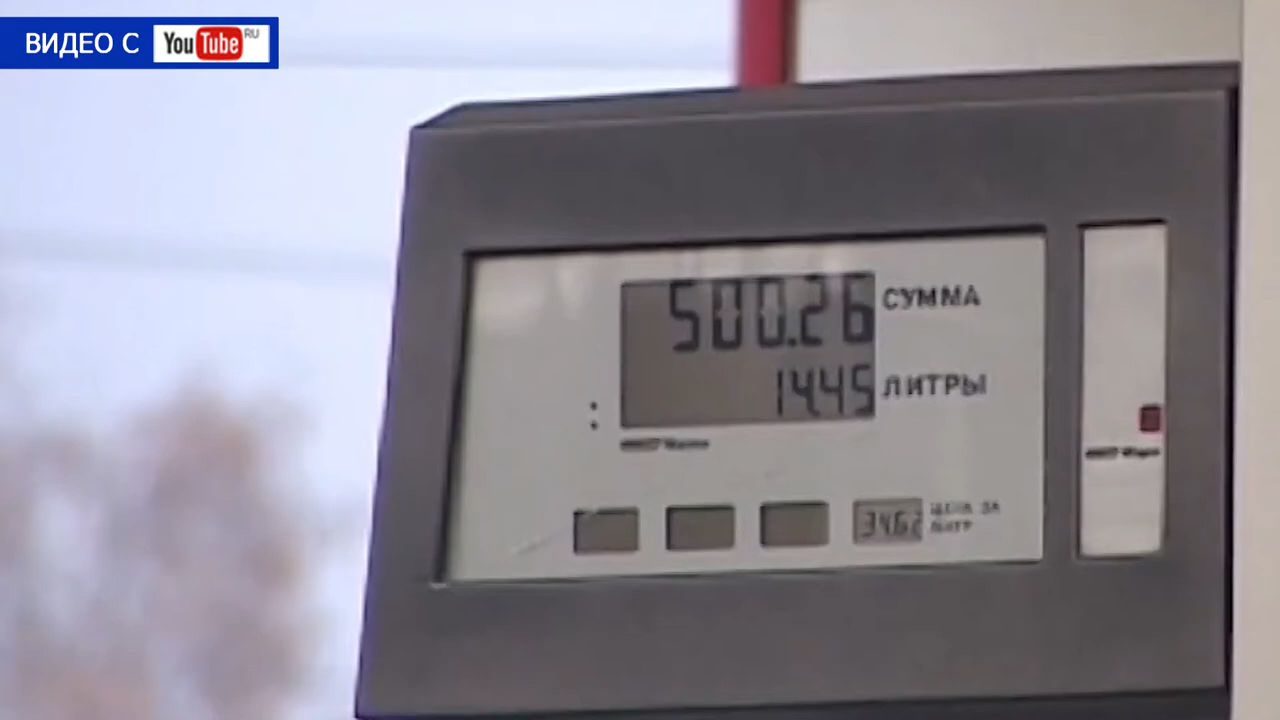 ВИДЕО С YouTube RU
500.26 СУММА
14.45 ЛИТРЫ
34.62 ЦЕНА ЗА
ЛИТР